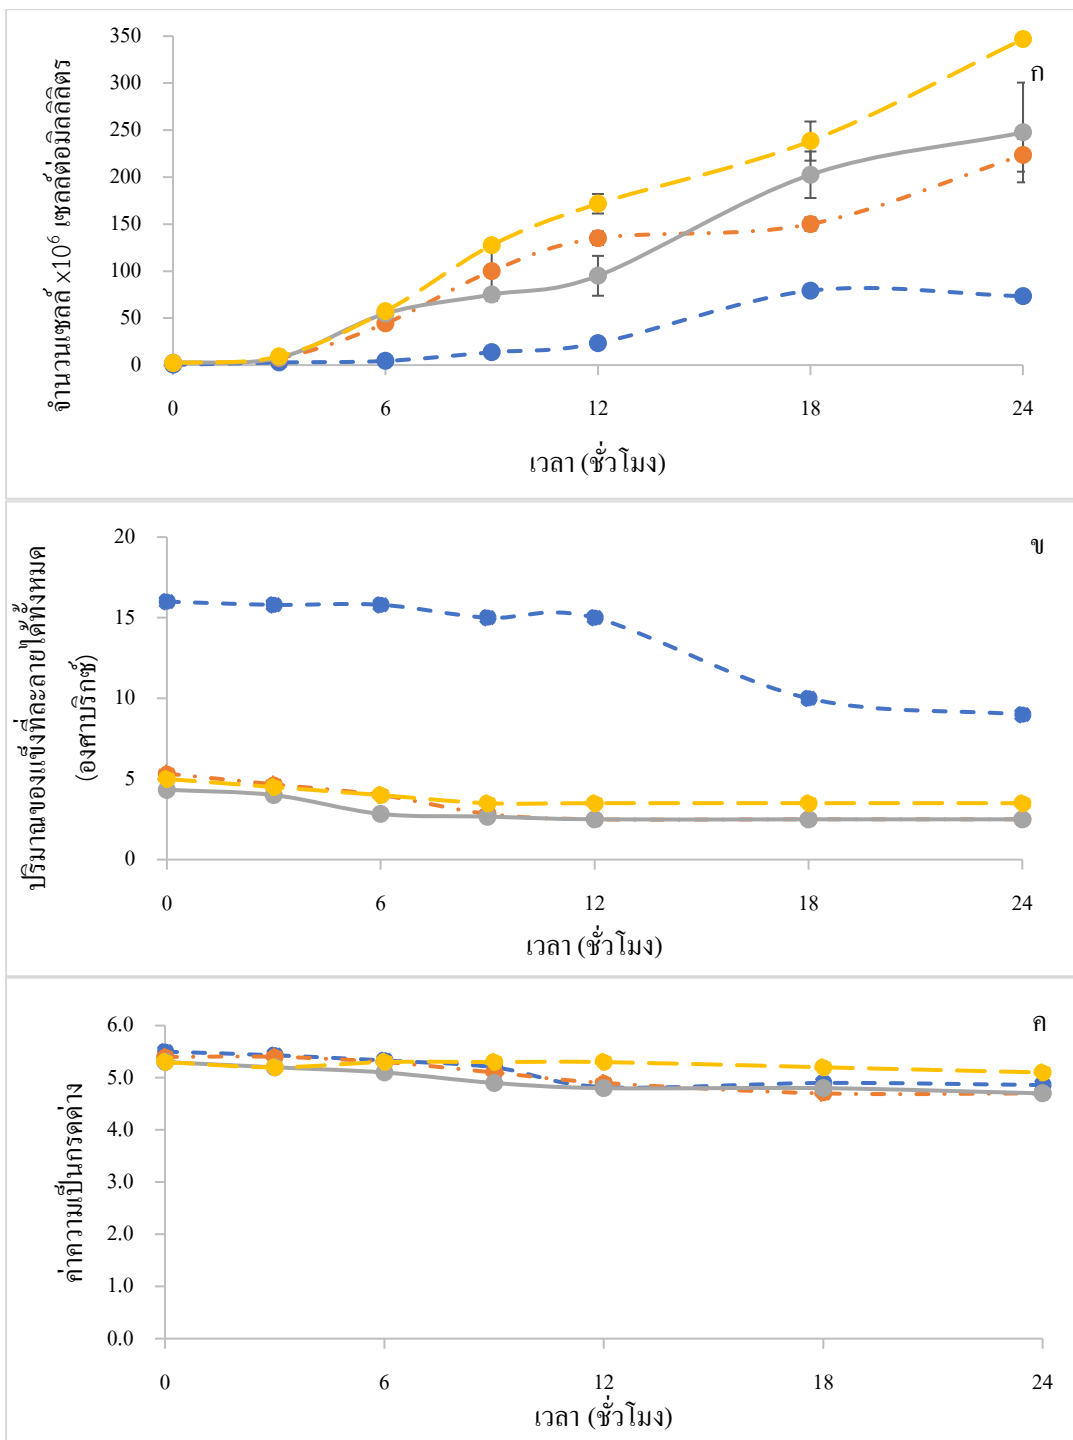 จำนวนเซลล์ x10⁶ เซลล์ต่อมิลลิลิตร
350
300
250
200
150
100
50
0
ก
0 6 12 18 24
เวลา (ชั่วโมง)
ปริมาณของแข็งที่ละลายได้ทั้งหมด
(องศาบริกซ์)
20
15
10
5
0
ข
0 6 12 18 24
เวลา (ชั่วโมง)
ค่าความเป็นกรดด่าง
6.0
5.0
4.0
3.0
2.0
1.0
0.0
ค
0 6 12 18 24
เวลา (ชั่วโมง)